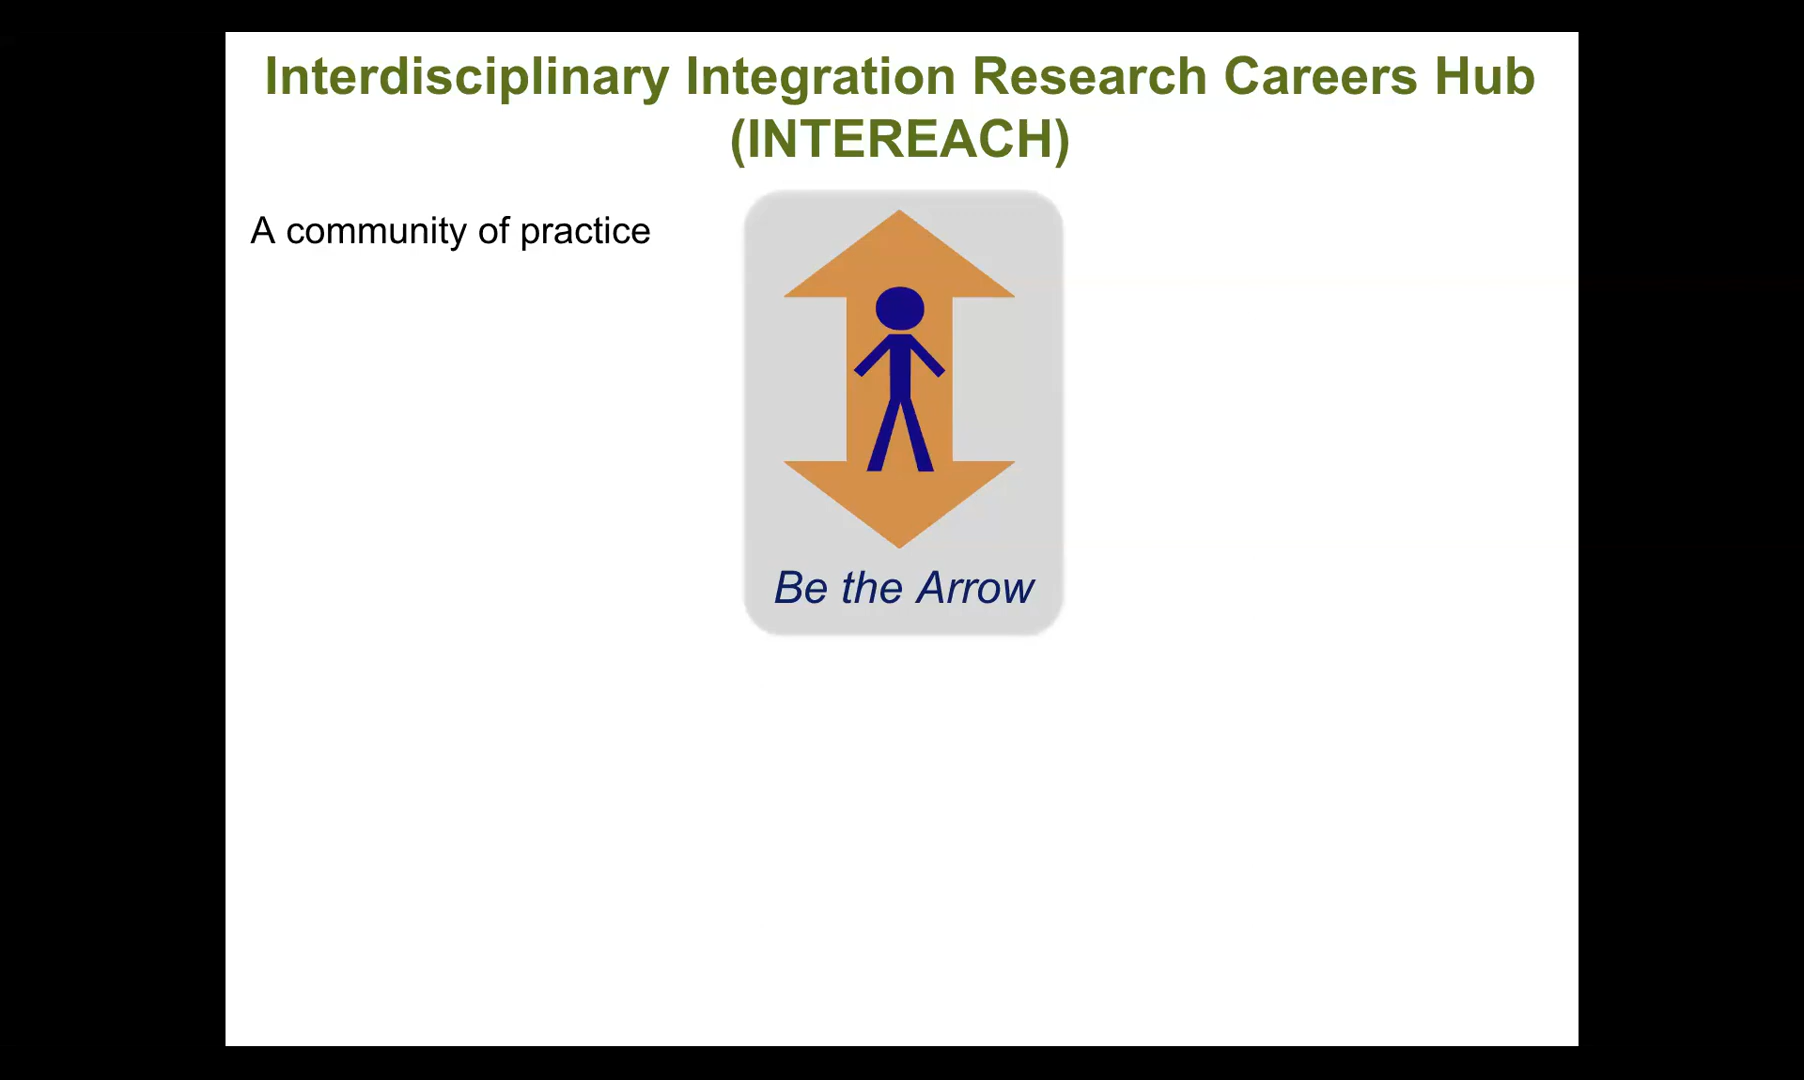 Interdisciplinary Integration Research Careers Hub
(INTEREACH)
A community of practice
Be the Arrow